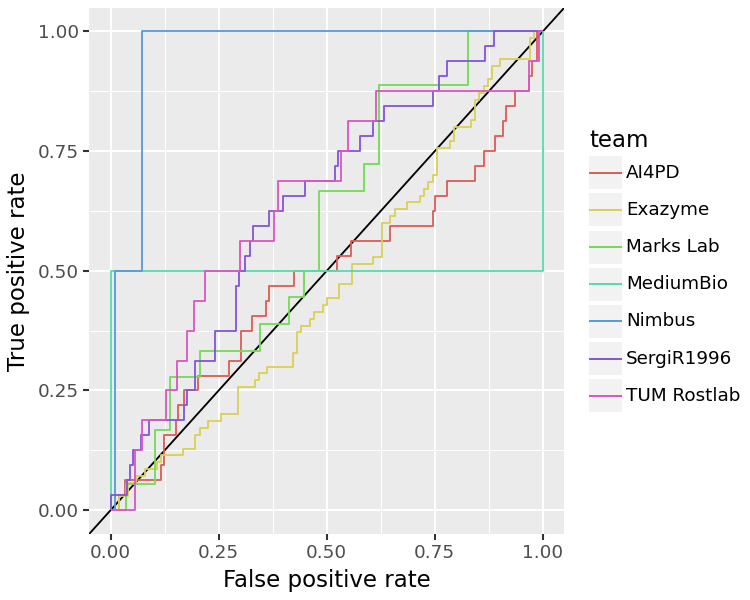 1.00
0.75
0.50
0.25
0.00
True positive rate
0.00 0.25 0.50 0.75 1.00
False positive rate
team
AI4PD
Exazyme
Marks Lab
MediumBio
Nimbus
SergiR1996
TUM Rostlab